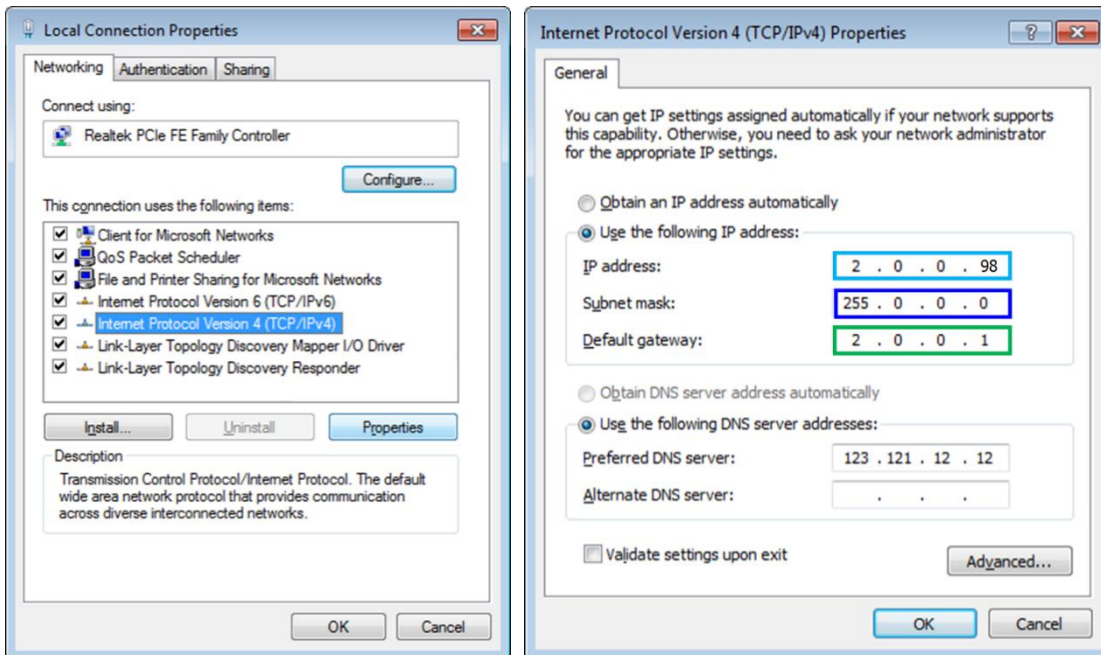 Local Connection Properties
Networking
Authentication
Sharing
Connect using:
Realtek PCIe FE Family Controller
Configure...
This connection uses the following items:
Client for Microsoft Networks
QoS Packet Scheduler
File and Printer Sharing for Microsoft Networks
Internet Protocol Version 6 (TCP/IPv6)
Internet Protocol Version 4 (TCP/IPv4)
Link-Layer Topology Discovery Mapper I/O Driver
Link-Layer Topology Discovery Responder
Install...
Uninstall
Properties
Description
Transmission Control Protocol/Internet Protocol. The default
wide area network protocol that provides communication
across diverse interconnected networks.
OK
Cancel
Internet Protocol Version 4 (TCP/IPv4) Properties
?
General
You can get IP settings assigned automatically if your network supports
this capability. Otherwise, you need to ask your network administrator
for the appropriate IP settings.
Obtain an IP address automatically
Use the following IP address:
IP address: 2 . 0 . 0 . 98
Subnet mask: 255 . 0 . 0 . 0
Default gateway: 2 . 0 . 0 . 1
Obtain DNS server address automatically
Use the following DNS server addresses:
Preferred DNS server: 123 . 121 . 12 . 12
Alternate DNS server: . . .
Validate settings upon exit
Advanced...
OK
Cancel